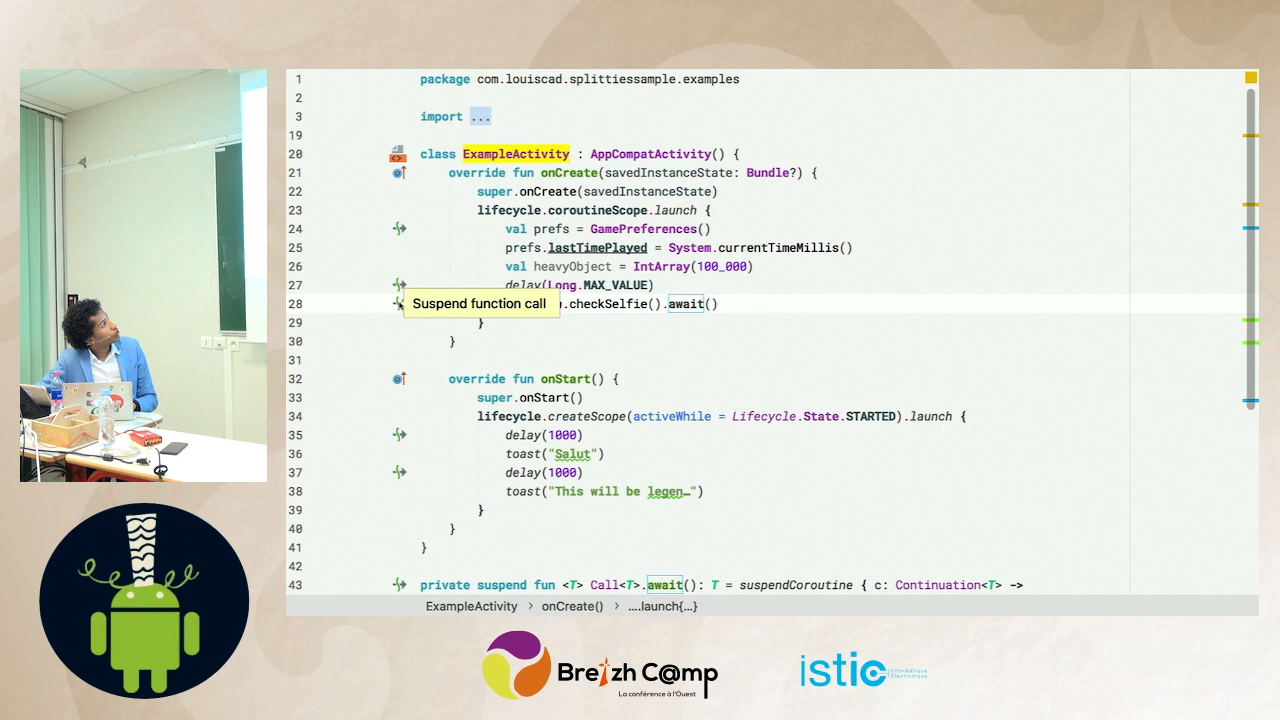 1 package com.louiscad.splittiessample.examples
2
3 import ...
19
20 class ExampleActivity : AppCompatActivity() {
21 override fun onCreate(savedInstanceState: Bundle?) {
22 super.onCreate(savedInstanceState)
23 lifecycle.coroutineScope.launch {
24 val prefs = GamePreferences()
25 prefs.lastTimePlayed = System.currentTimeMillis()
26 val heavyObject = IntArray(100_000)
27 delay(Long.MAX_VALUE)
Suspend function call
28 .checkSelfie().await()
29 }
30 }
31
32 override fun onStart() {
33 super.onStart()
34 lifecycle.createScope(activeWhile = Lifecycle.State.STARTED).launch {
35 delay(1000)
36 toast("Salut")
37 delay(1000)
38 toast("This will be legen…")
39 }
40 }
41 }
42
43 private suspend fun <T> Call<T>.await(): T = suspendCoroutine { c: Continuation<T> ->
ExampleActivity > onCreate() > ....launch{...}
Breizh C@mp
La conférence à l'Ouest
istic
Informatique
Électronique